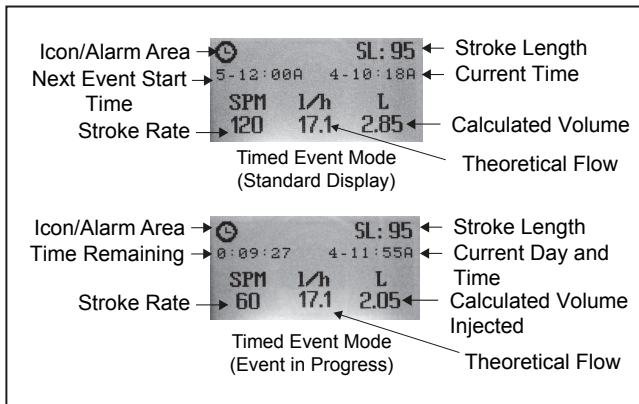 Icon/Alarm Area
SL: 95
Stroke Length
Next Event Start
Time
5-12:00A 4-10:18A
Current Time
SPM l/h L
Stroke Rate
120 17.1 2.85
Calculated Volume
Theoretical Flow
Timed Event Mode
(Standard Display)
Icon/Alarm Area
SL: 95
Stroke Length
Time Remaining
0:09:27 4-11:55A
Current Day and
Time
SPM l/h L
Stroke Rate
60 17.1 2.05
Calculated Volume
Injected
Theoretical Flow
Timed Event Mode
(Event in Progress)